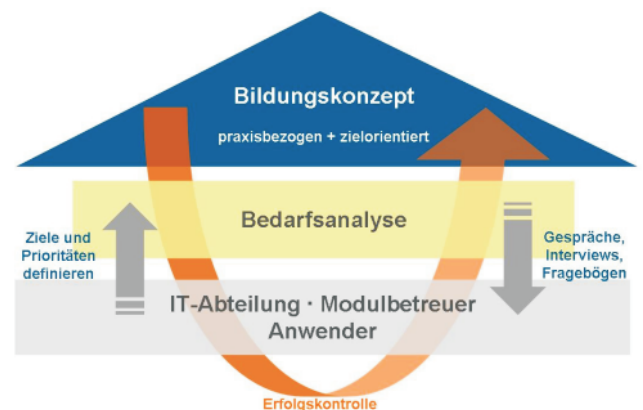 Bildungskonzept
praxisbezogen + zielorientiert
Bedarfsanalyse
Ziele und
Prioritäten
definieren
Gespräche,
Interviews,
Fragebögen
IT-Abteilung · Modulbetreuer
Anwender
Erfolgskontrolle